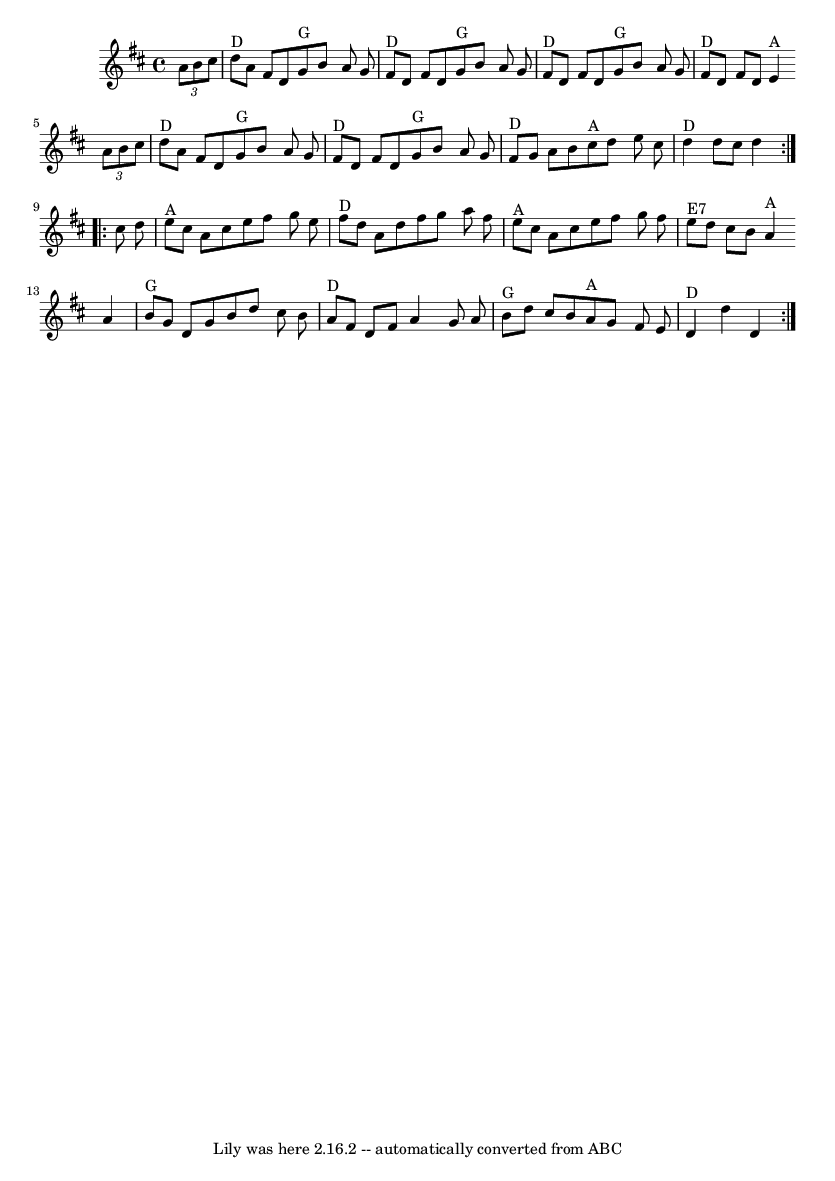 3 D G D G D G D A
5 3 D G D G D A D
9 A D A E7 A
13 G D G A D
Lily was here 2.16.2 -- automatically converted from ABC